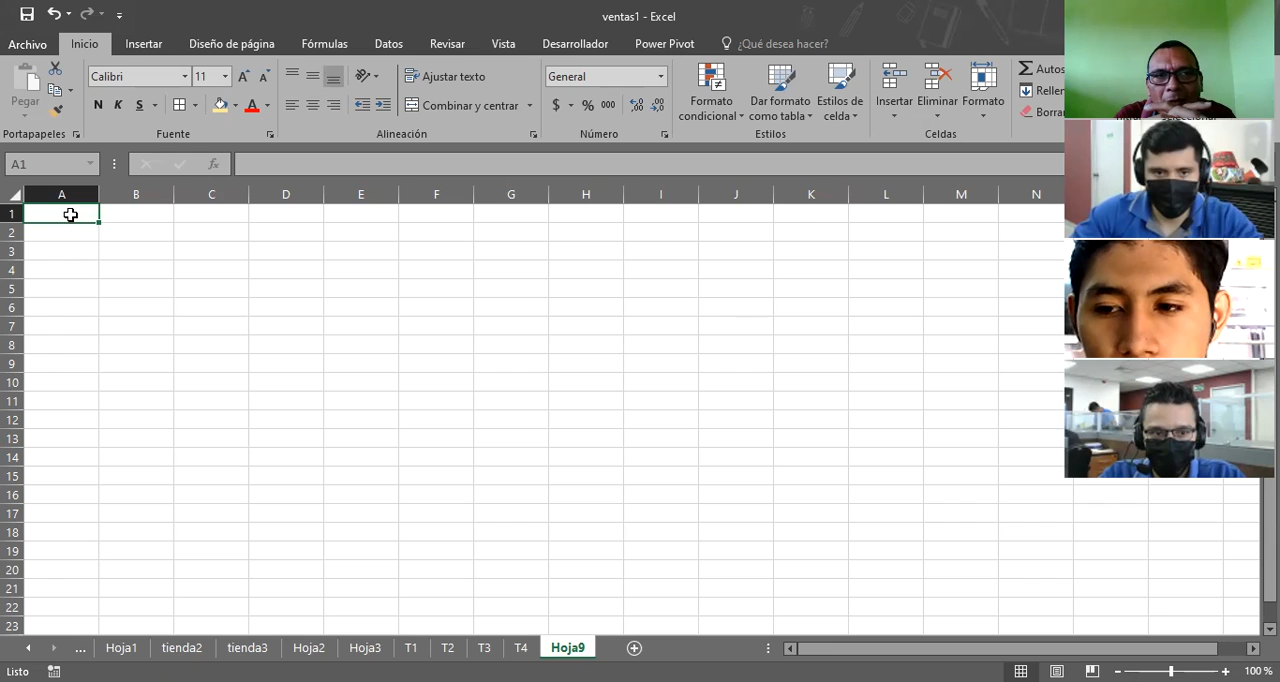 ventas1 - Excel
Archivo Inicio Insertar Diseño de página Fórmulas Datos Revisar Vista Desarrollador Power Pivot ¿Qué desea hacer?
Pegar
Calibri 11
N K S
Ajustar texto
Combinar y centrar
General
$ % 000
Formato condicional
Dar formato como tabla
Estilos de celda
Insertar Eliminar Formato
Autos
Rellen
Borra
Portapapeles Fuente Alineación Número Estilos Celdas
A1 fx
A B C D E F G H I J K L M N
1
2
3
4
5
6
7
8
9
10
11
12
13
14
15
16
17
18
19
20
21
22
23
... Hoja1 tienda2 tienda3 Hoja2 Hoja3 T1 T2 T3 T4 Hoja9
Listo 100 %